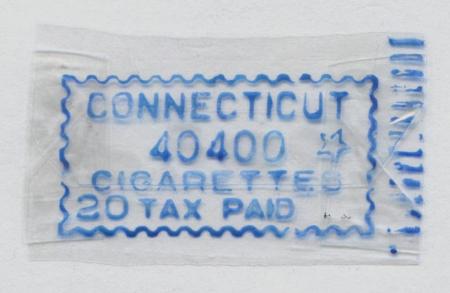 CONNECTICUT
40400
CIGARETTES
20 TAX PAID